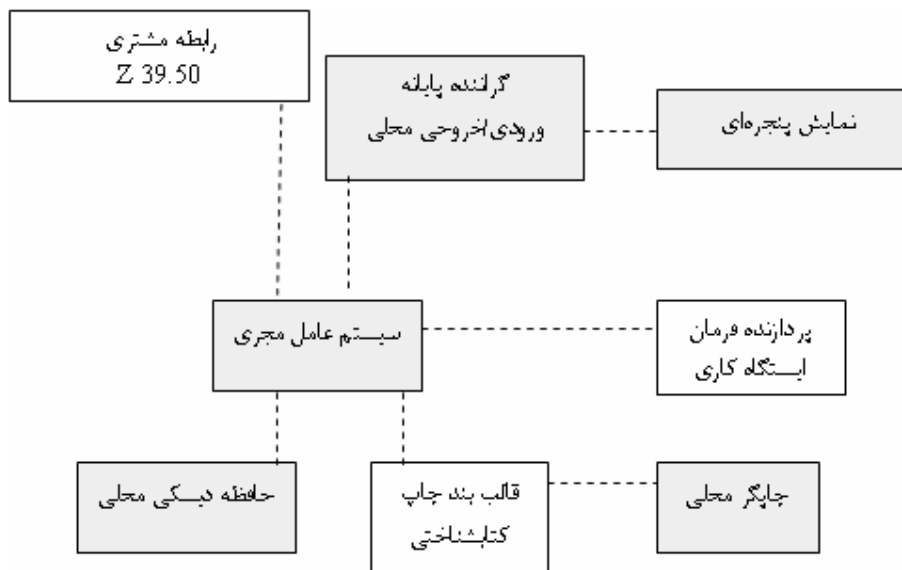 رابطه مشتری
Z 39.50
گراننده پایانه
ورودی/خروجی محلی
نمایش پنجره‌ای
سیستم عامل مجری
پردازنده فرمان
ایستگاه کاری
حافظه دیسکی محلی
قالب بند چاپ
کتابشناختی
چاپگر محلی